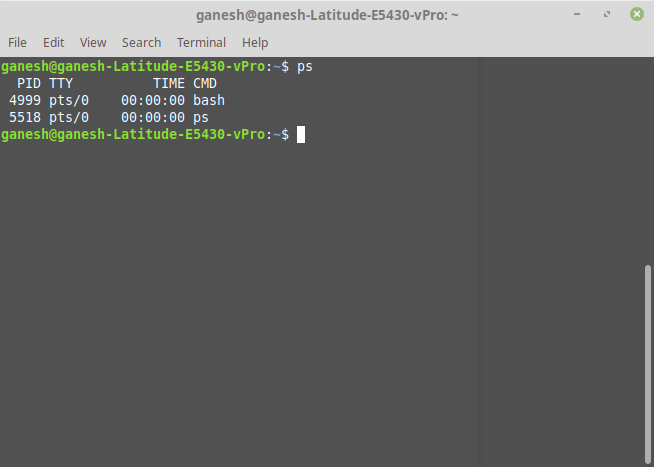 ganesh@ganesh-Latitude-E5430-vPro: ~
File Edit View Search Terminal Help
ganesh@ganesh-Latitude-E5430-vPro:~$ ps
  PID TTY          TIME CMD
 4999 pts/0    00:00:00 bash
 5518 pts/0    00:00:00 ps
ganesh@ganesh-Latitude-E5430-vPro:~$